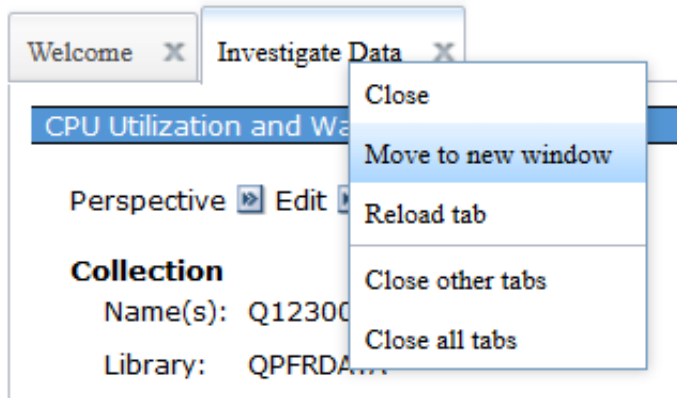 Welcome Investigate Data
Close
CPU Utilization and Wa
Move to new window
Perspective Edit
Reload tab
Collection
Close other tabs
Name(s): Q12300
Close all tabs
Library: QPFRDATA